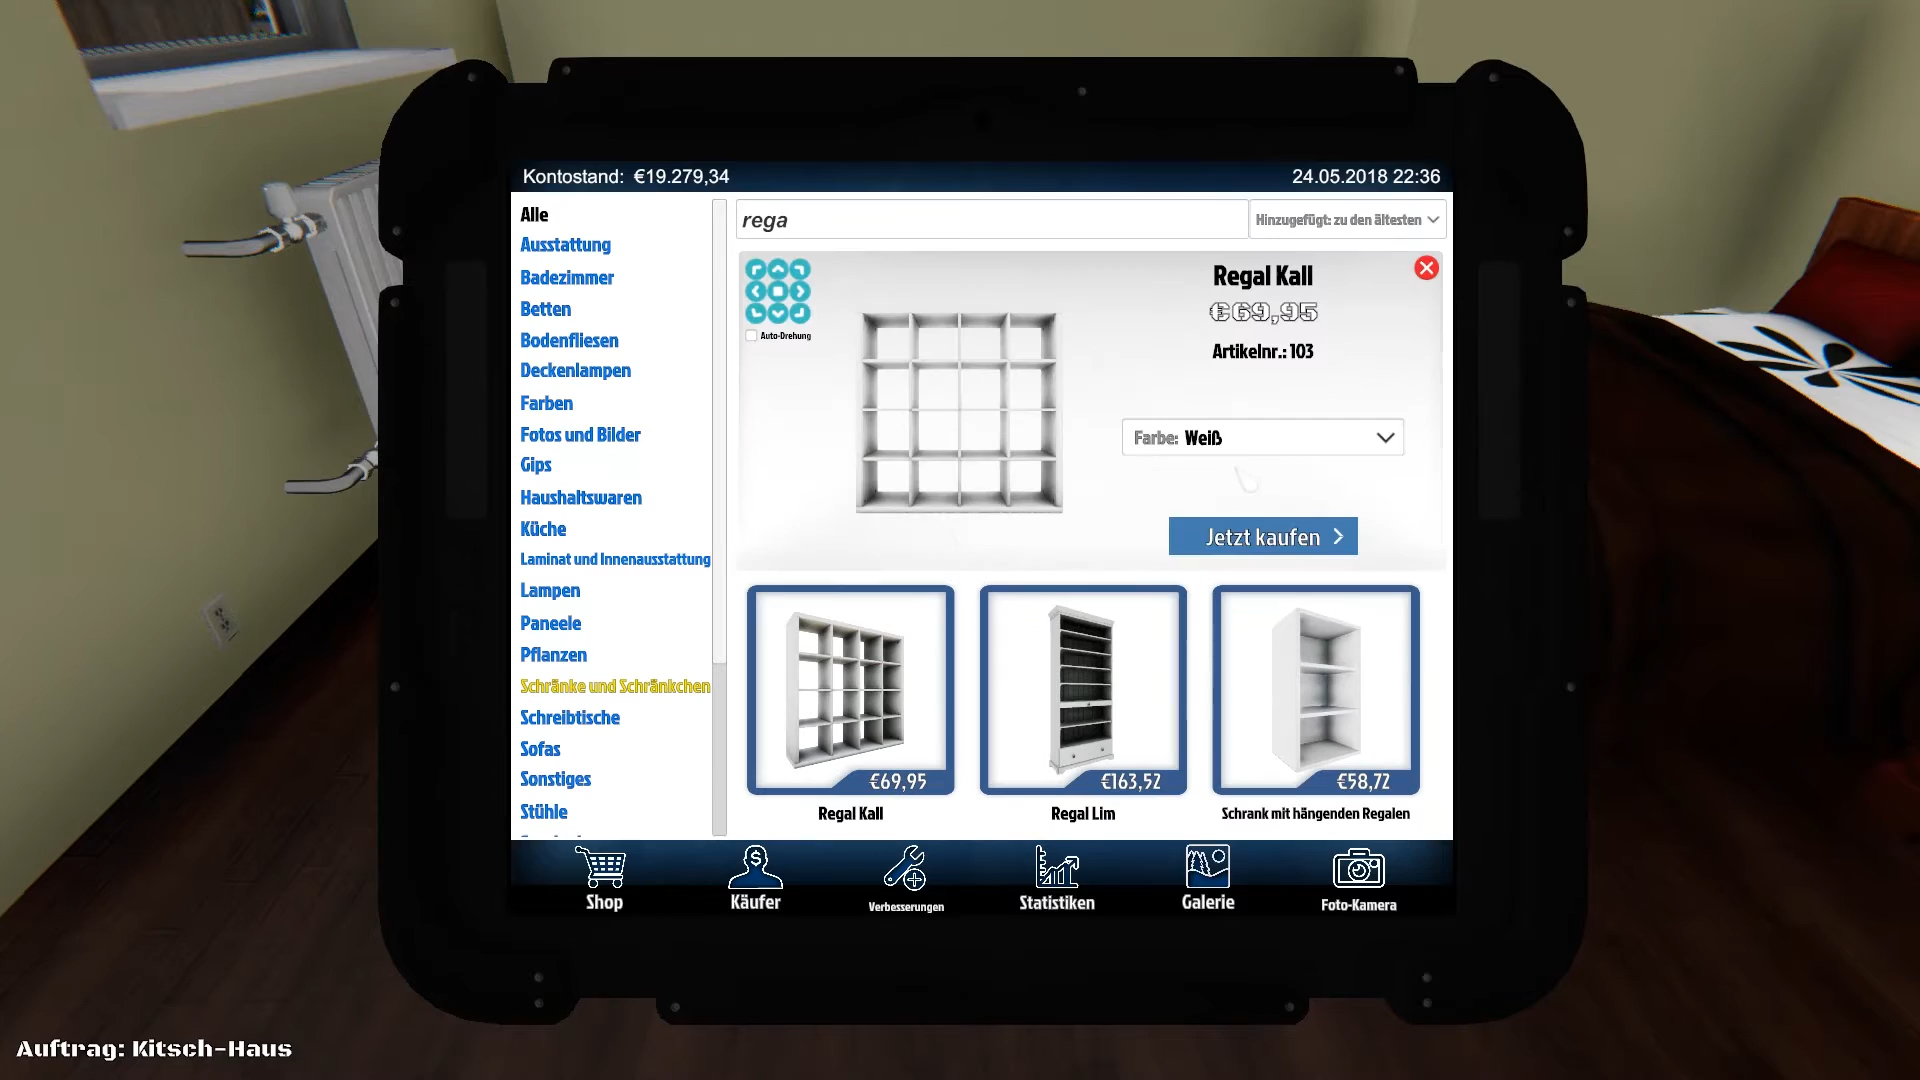 Kontostand: €19.279,34
24.05.2018 22:36
Alle
Ausstattung
Badezimmer
Betten
Bodenfliesen
Deckenlampen
Farben
Fotos und Bilder
Gips
Haushaltswaren
Küche
Laminat und Innenausstattung
Lampen
Paneele
Pflanzen
Schränke und Schränkchen
Schreibtische
Sofas
Sonstiges
Stühle
rega
Hinzugefügt: zu den ältesten
Auto-Drehung
Regal Kall
€69,95
Artikelnr.: 103
Farbe: Weiß
Jetzt kaufen
€69,95
Regal Kall
€163,52
Regal Lim
€58,72
Schrank mit hängenden Regalen
Shop
Käufer
Verbesserungen
Statistiken
Galerie
Foto-Kamera
Auftrag: Kitsch-Haus